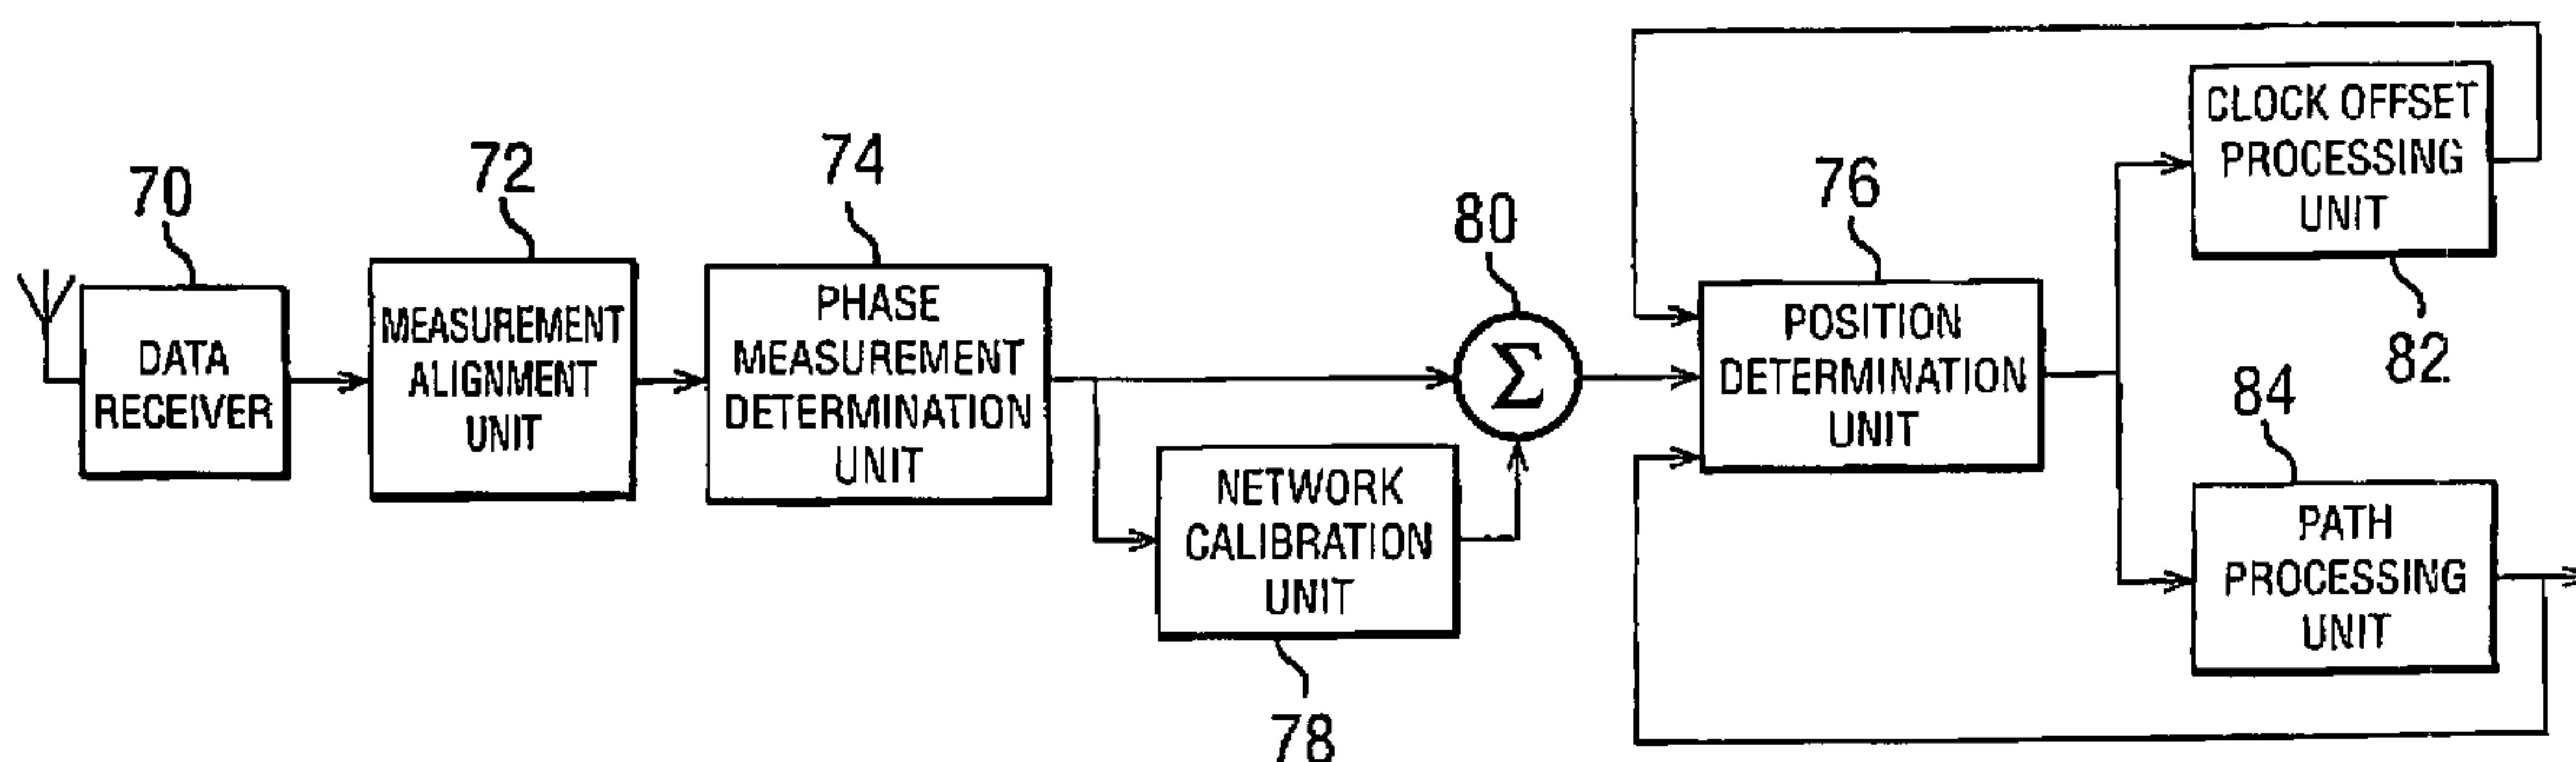 70
DATA
RECEIVER
72
MEASUREMENT
ALIGNMENT
UNIT
74
PHASE
MEASUREMENT
DETERMINATION
UNIT
NETWORK
CALIBRATION
UNIT
78
80
Σ
76
POSITION
DETERMINATION
UNIT
CLOCK OFFSET
PROCESSING
UNIT
82
84
PATH
PROCESSING
UNIT